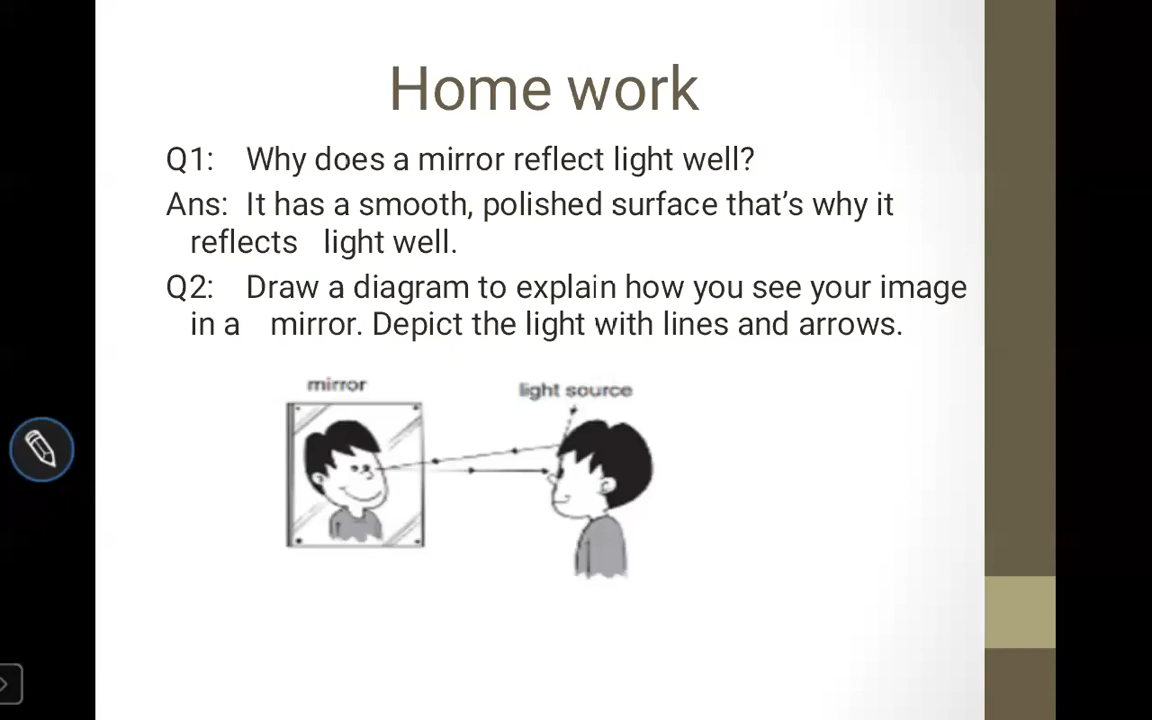 Home work
Q1: Why does a mirror reflect light well?
Ans: It has a smooth, polished surface that's why it
reflects light well.
Q2: Draw a diagram to explain how you see your image
in a mirror. Depict the light with lines and arrows.
mirror
light source